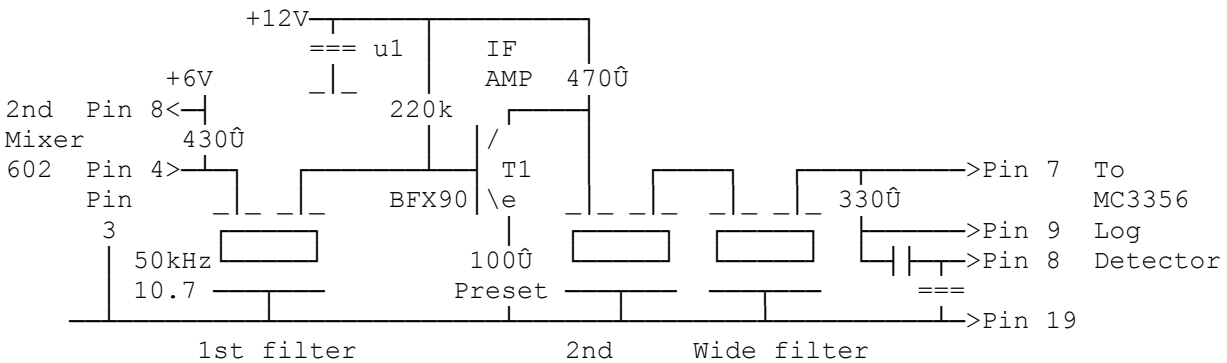 +12V
=== u1 IF
+6V AMP 470Û
2nd Pin 8< 220k
Mixer 430Û /
602 Pin 4> T1 >Pin 7 To
Pin BFX90 \e 330Û MC3356
3 >Pin 9 Log
50kHz 100Û >Pin 8 Detector
10.7 Preset ===
>Pin 19
1st filter 2nd Wide filter